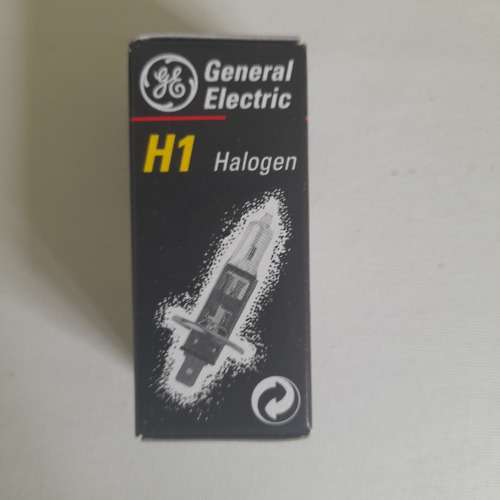 GE
General
Electric
H1 Halogen